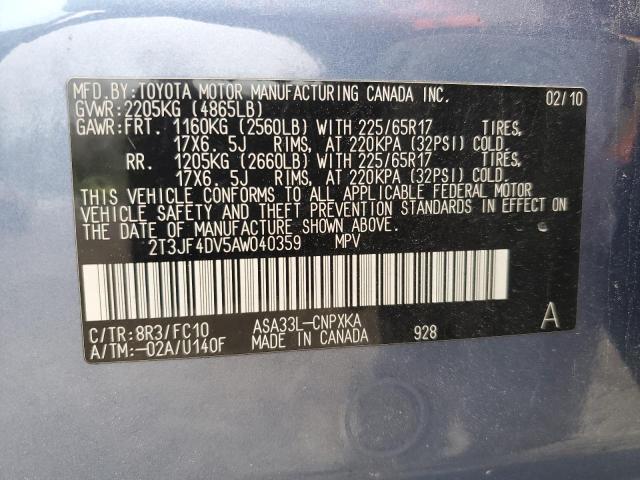 MFD.BY:TOYOTA MOTOR MANUFACTURING CANADA INC. 02/10
GVWR:2205KG (4865LB)
GAWR:FRT. 1160KG (2560LB) WITH 225/65R17 TIRES,
17X6.5J RIMS, AT 220KPA (32PSI) COLD.
RR. 1205KG (2660LB) WITH 225/65R17 TIRES,
17X6.5J RIMS, AT 220KPA (32PSI) COLD.
THIS VEHICLE CONFORMS TO ALL APPLICABLE FEDERAL MOTOR
VEHICLE SAFETY AND THEFT PREVENTION STANDARDS IN EFFECT ON
THE DATE OF MANUFACTURE SHOWN ABOVE.
2T3JF4DV5AW040359 MPV
C/TR:8R3/FC10 ASA33L-CNPXKA 928 A
A/TM:-02A/U140F MADE IN CANADA